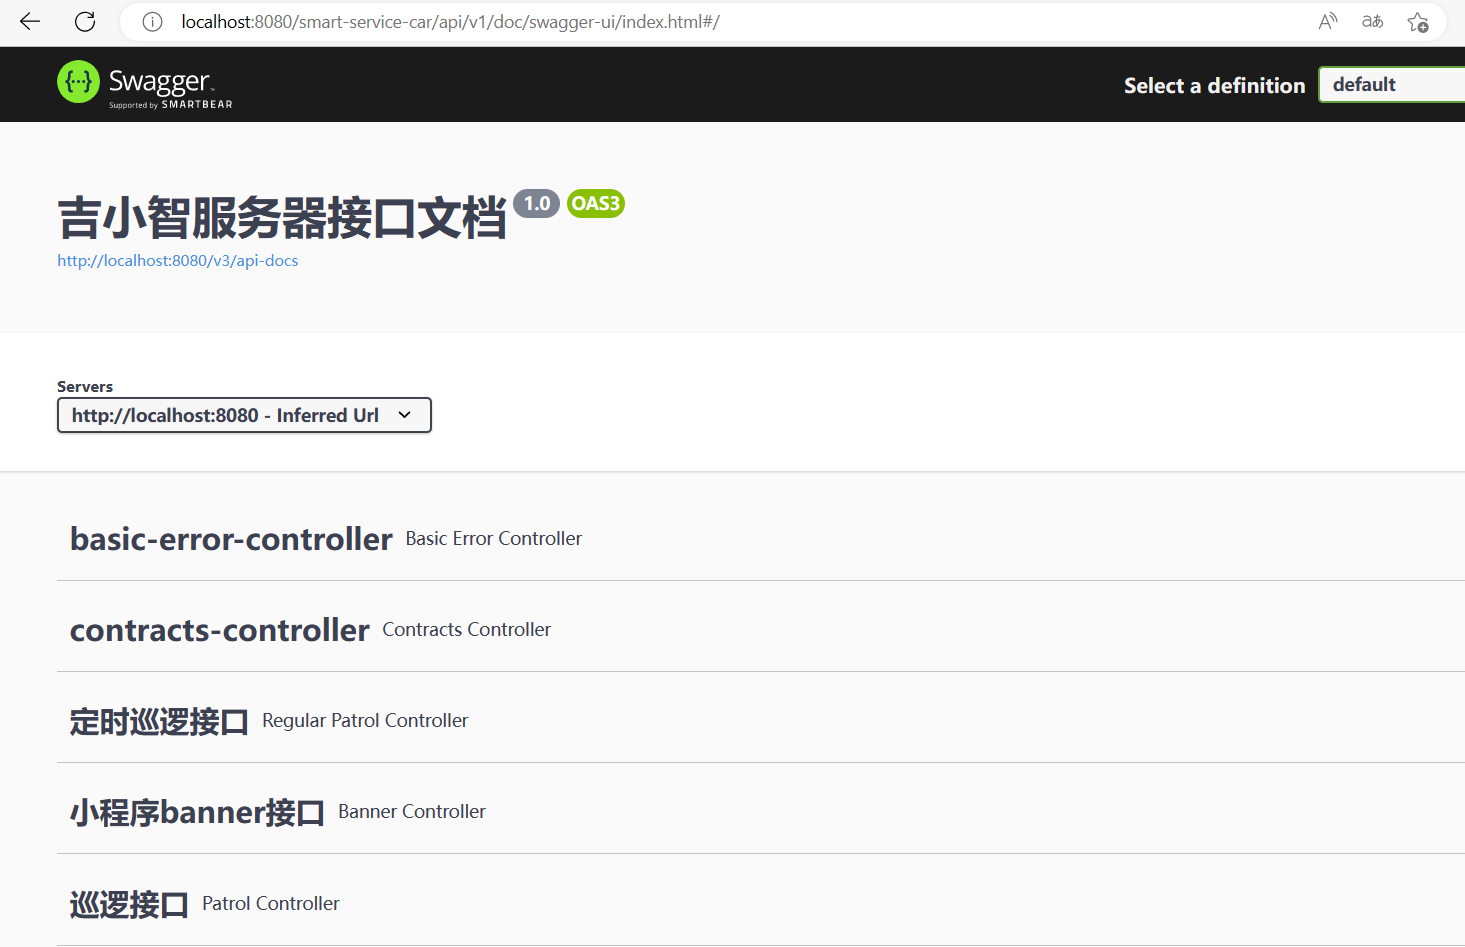 localhost:8080/smart-service-car/api/v1/doc/swagger-ui/index.html#/
Swagger
Supported by SMARTBEAR
Select a definition
default
吉小智服务器接口文档 1.0 OAS3
http://localhost:8080/v3/api-docs
Servers
http://localhost:8080 - Inferred Url
basic-error-controller Basic Error Controller
contracts-controller Contracts Controller
定时巡逻接口 Regular Patrol Controller
小程序banner接口 Banner Controller
巡逻接口 Patrol Controller